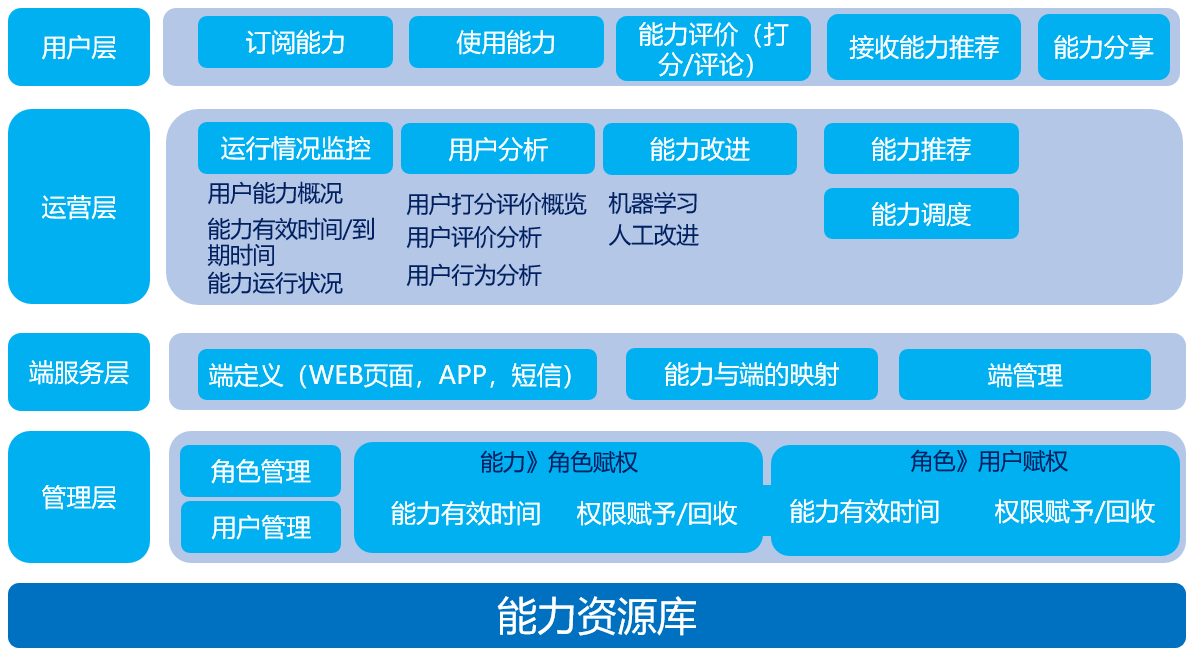 用户层
订阅能力
使用能力
能力评价（打
分/评论）
接收能力推荐
能力分享
运营层
运行情况监控
用户能力概况
能力有效时间/到
期时间
能力运行状况
用户分析
用户打分评价概览
用户评价分析
用户行为分析
能力改进
机器学习
人工改进
能力推荐
能力调度
端服务层
端定义（WEB页面，APP，短信）
能力与端的映射
端管理
管理层
角色管理
用户管理
能力》角色赋权
能力有效时间
权限赋予/回收
角色》用户赋权
能力有效时间
权限赋予/回收
能力资源库